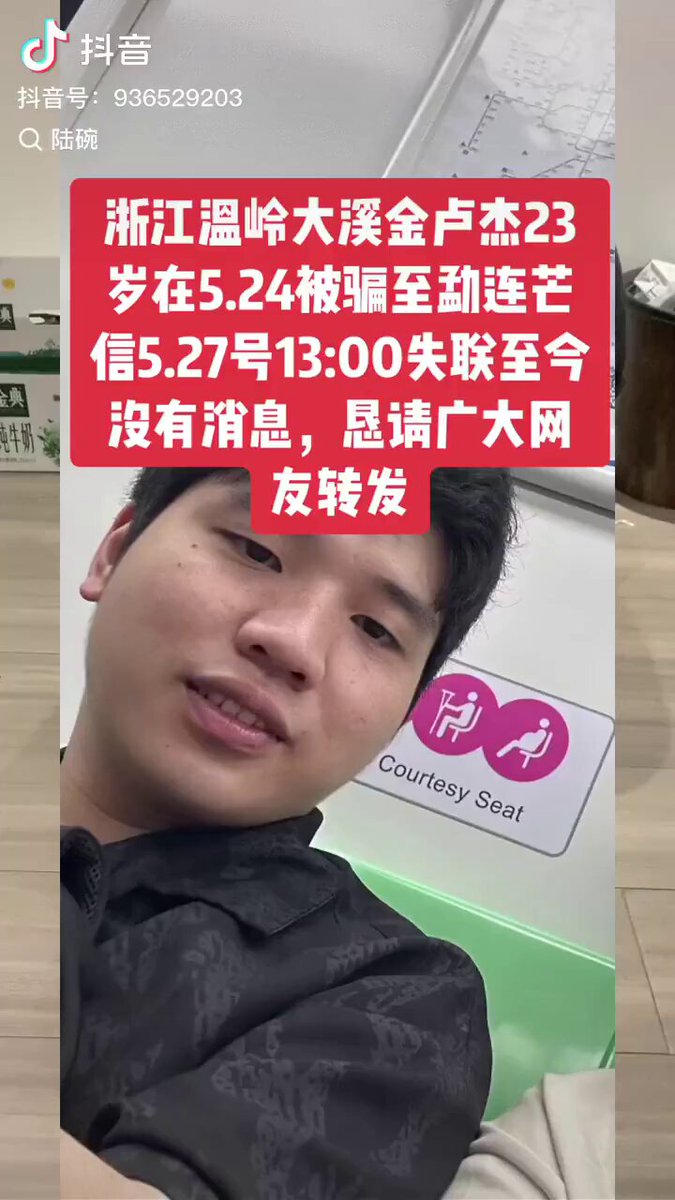 抖音
抖音号：936529203
陆碗
浙江温岭大溪金卢杰23
岁在5.24被骗至勐连芒
信5.27号13:00失联至今
没有消息，恳请广大网
友转发
金典
纯牛奶
Courtesy Seat